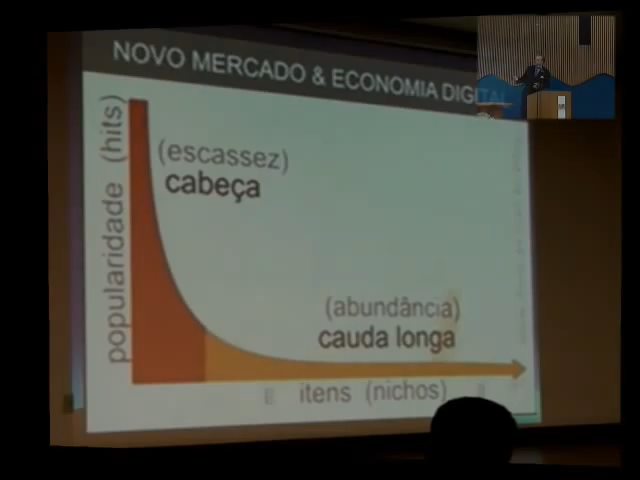 NOVO MERCADO & ECONOMIA DIGITAL
popularidade (hits)
(escassez)
cabeça
(abundância)
cauda longa
itens (nichos)